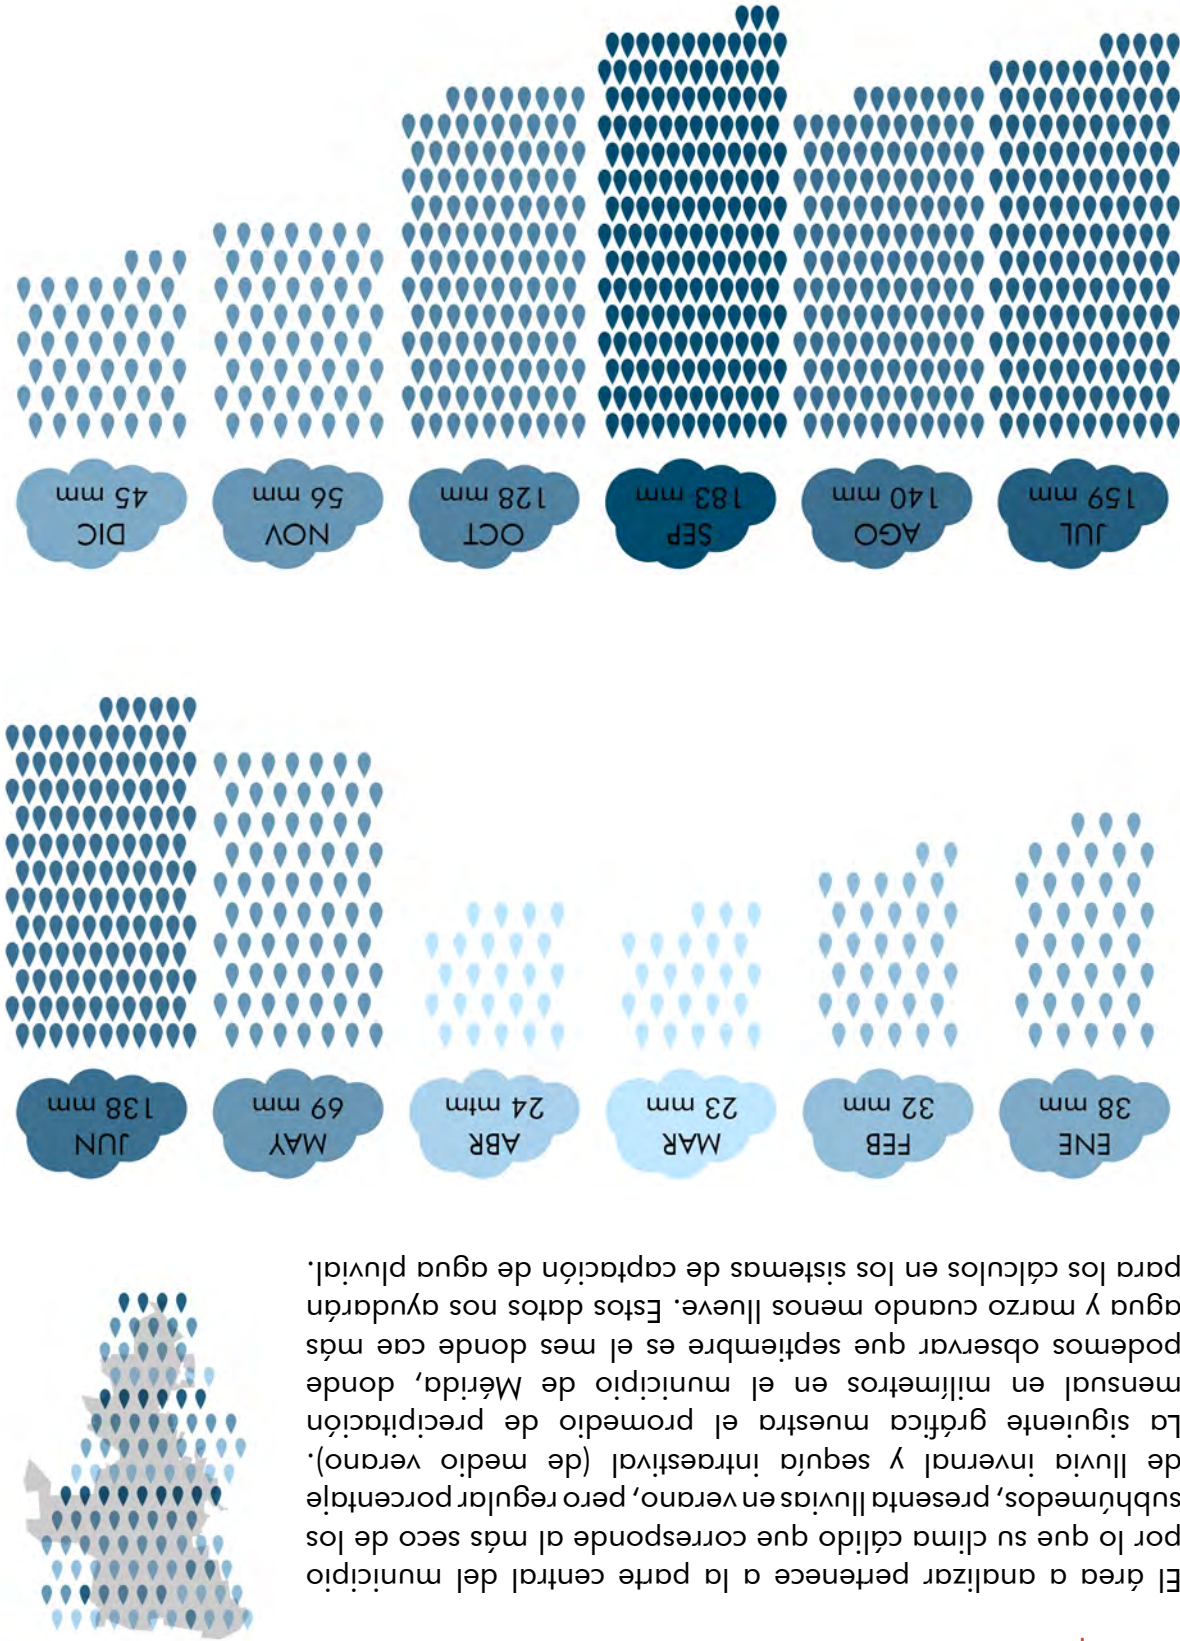 El área a analizar pertenece a la parte central del municipio
por lo que su clima cálido que corresponde al más seco de los
subhúmedos, presenta lluvias en verano, pero regular porcentaje
de lluvia invernal y sequía intraestival (de medio verano).
La siguiente gráfica muestra el promedio de precipitación
mensual en milímetros en el municipio de Mérida, donde
podemos observar que septiembre es el mes donde cae más
agua y marzo cuando menos llueve. Estos datos nos ayudarán
para los cálculos en los sistemas de captación de agua pluvial.
ENE
38 mm
FEB
32 mm
MAR
23 mm
ABR
24 mtm
MAY
69 mm
JUN
138 mm
JUL
159 mm
AGO
140 mm
SEP
183 mm
OCT
128 mm
NOV
56 mm
DIC
45 mm